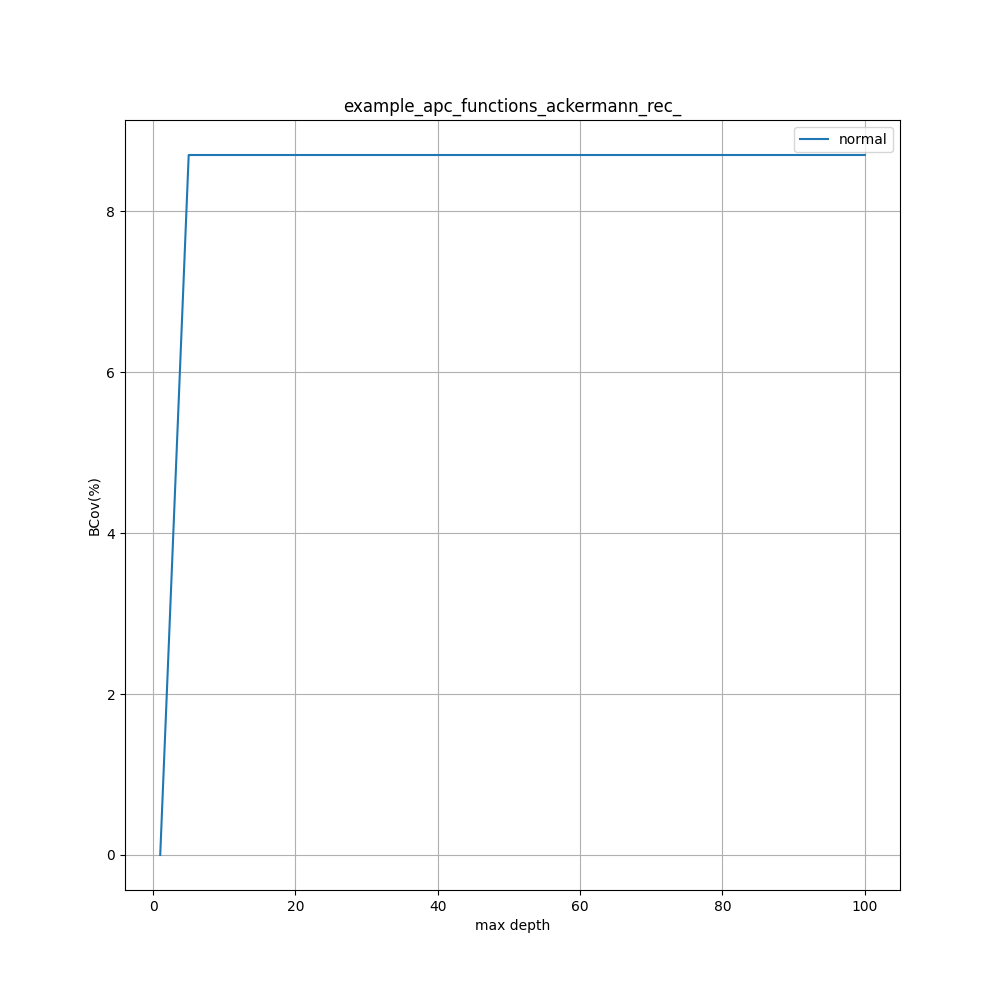 example_apc_functions_ackermann_rec_
normal
8
6
4
2
0
BCov(%)
0 20 40 60 80 100
max depth